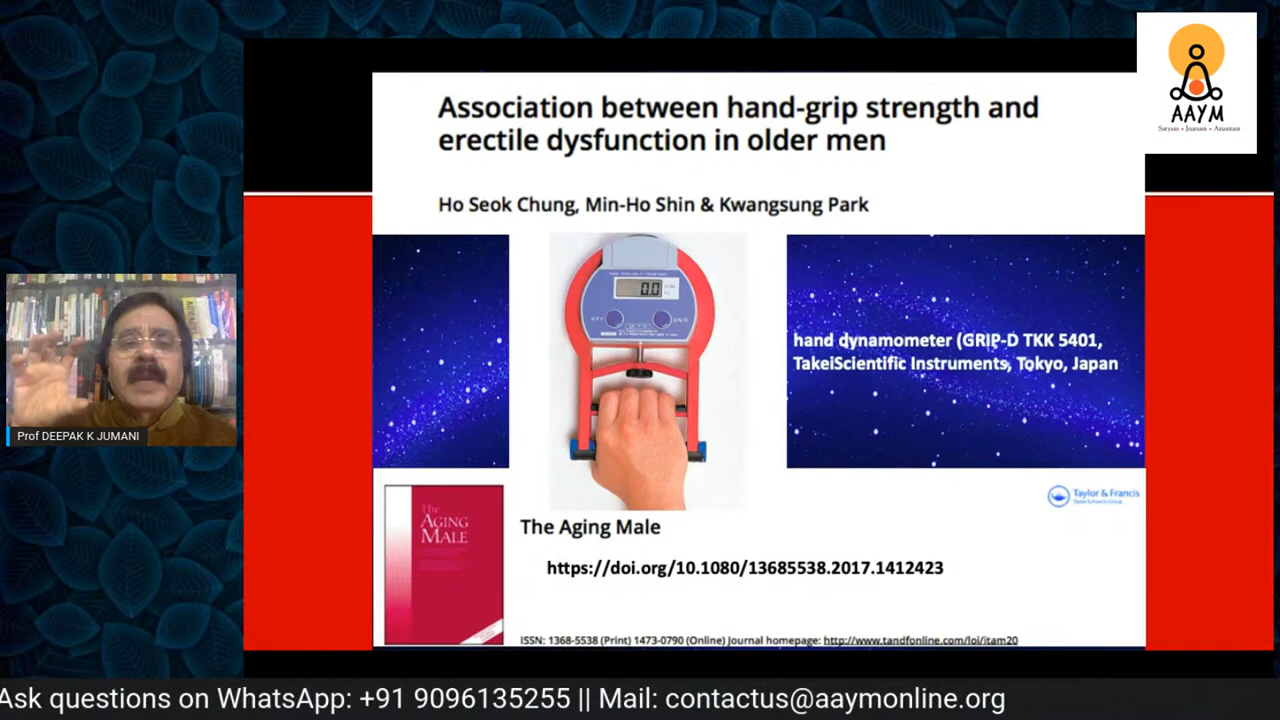 AAYM
Satyam • Jnanam • Anantam
Association between hand-grip strength and
erectile dysfunction in older men
Ho Seok Chung, Min-Ho Shin & Kwangsung Park
0.0
hand dynamometer (GRIP-D TKK 5401,
TakeiScientific Instruments, Tokyo, Japan
Prof DEEPAK K JUMANI
Taylor & Francis
Taylor & Francis Group
The
AGING
MALE
The Aging Male
https://doi.org/10.1080/13685538.2017.1412423
ISSN: 1368-5538 (Print) 1473-0790 (Online) Journal homepage: http://www.tandfonline.com/loi/itam20
Ask questions on WhatsApp: +91 9096135255 || Mail: contactus@aaymonline.org